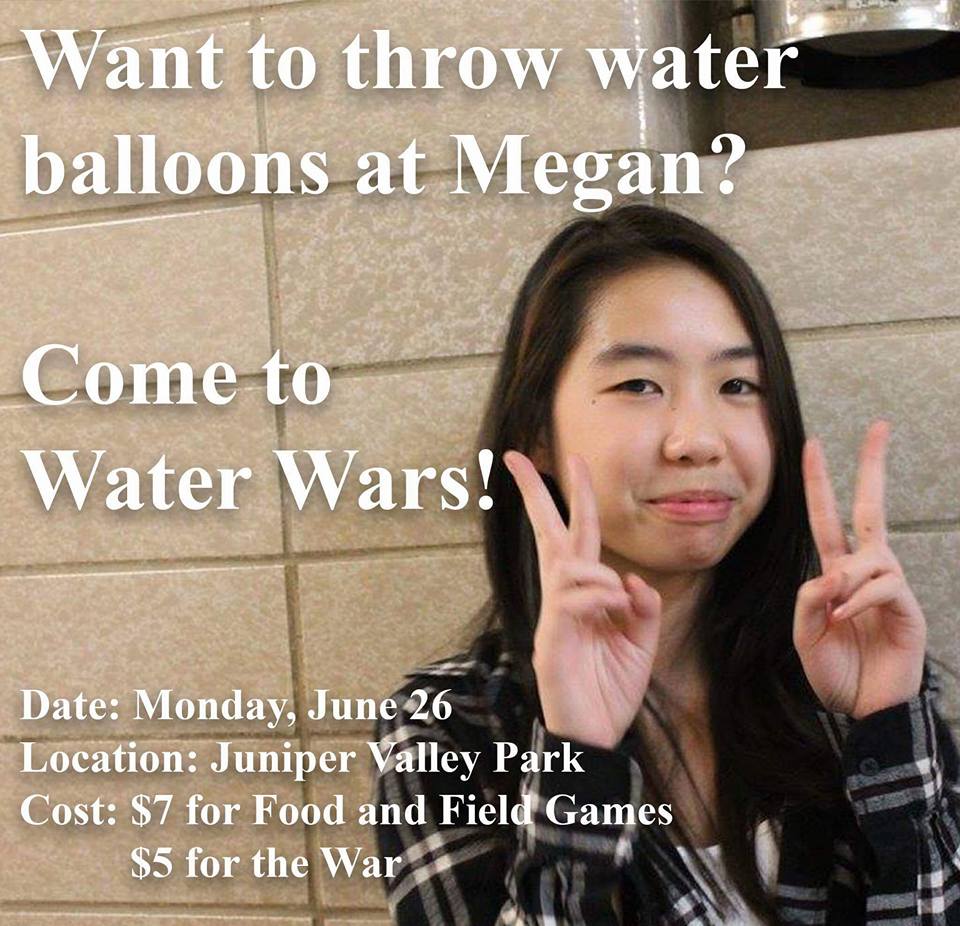 Want to throw water
balloons at Megan?
Come to
Water Wars!
Date: Monday, June 26
Location: Juniper Valley Park
Cost: $7 for Food and Field Games
$5 for the War